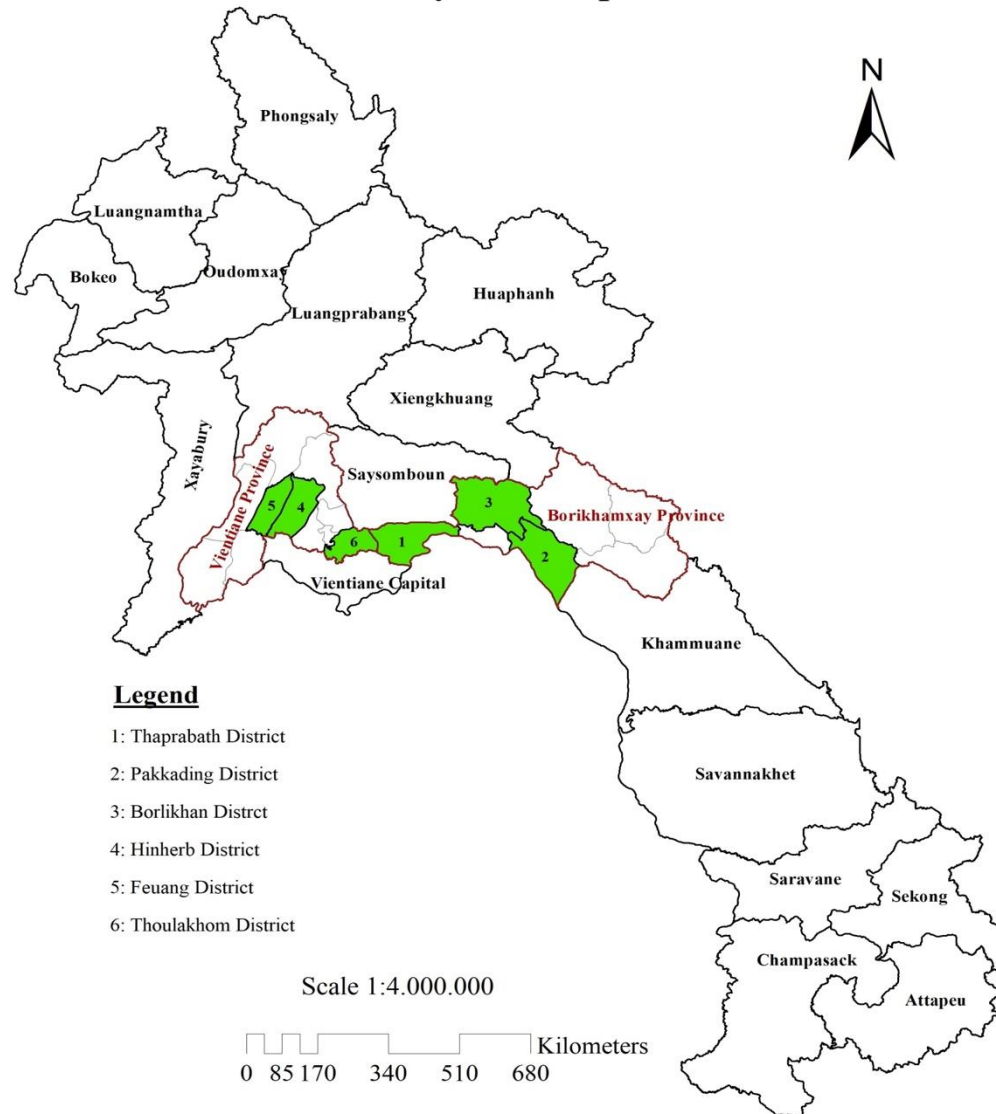 N
Phongsaly
Luangnamtha
Bokeo
Oudomxay
Luangprabang
Huaphanh
Xiengkhuang
Xayabury
Vientiane Province
Saysomboun
Borikhamxay Province
5
4
3
6
1
2
Vientiane Capital
Khammuane
Savannakhet
Saravane
Sekong
Champasack
Attapeu
Legend
1: Thaprabath District
2: Pakkading District
3: Borlikhan Distrct
4: Hinherb District
5: Feuang District
6: Thoulakhom District
Scale 1:4.000.000
Kilometers
0 85 170 340 510 680